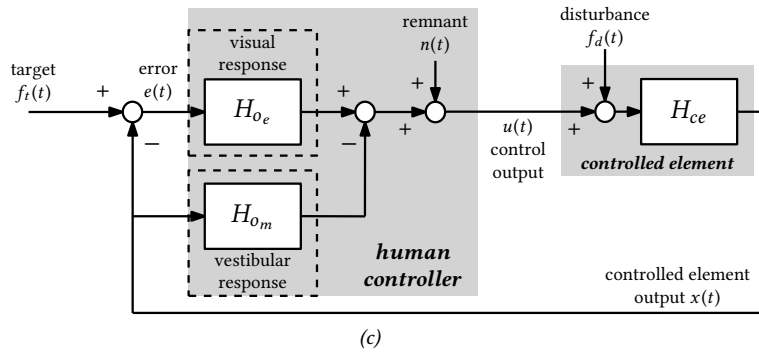 target
f_t(t)
+
error
e(t)
−
visual
response
H_{o_e}
H_{o_m}
vestibular
response
+
−
human
controller
remnant
n(t)
+
+
u(t)
control
output
disturbance
f_d(t)
+
+
H_{ce}
controlled element
controlled element
output x(t)
(c)